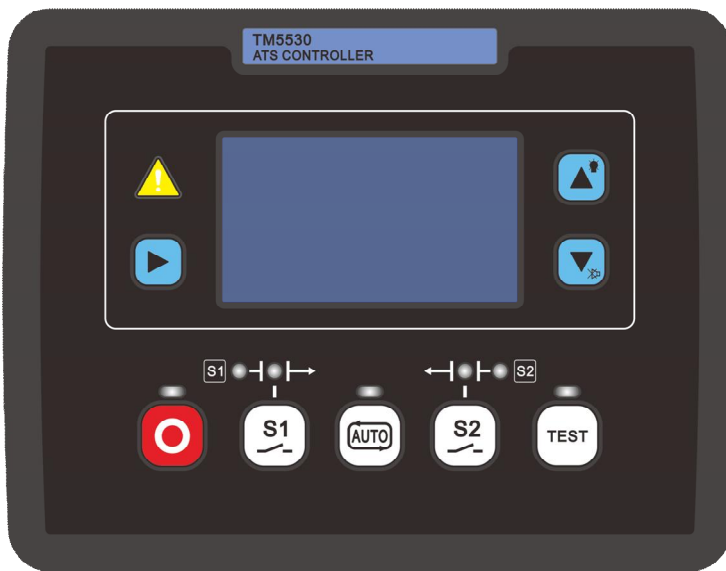 TM5530
ATS CONTROLLER
S1
S2
S1
AUTO
S2
TEST